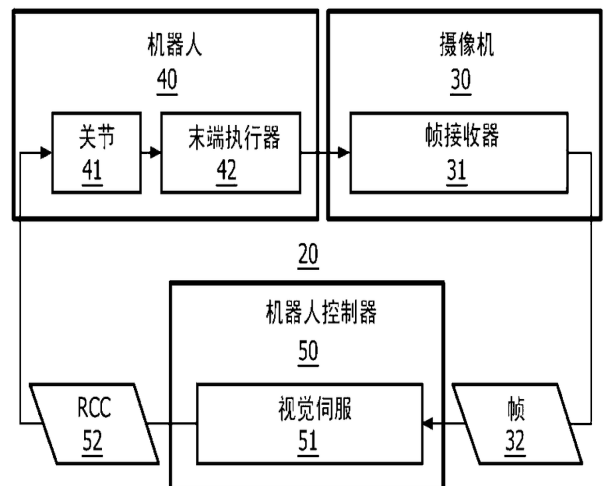 机器人
40
关节
41
末端执行器
42
摄像机
30
帧接收器
31
20
机器人控制器
50
视觉伺服
51
RCC
52
帧
32